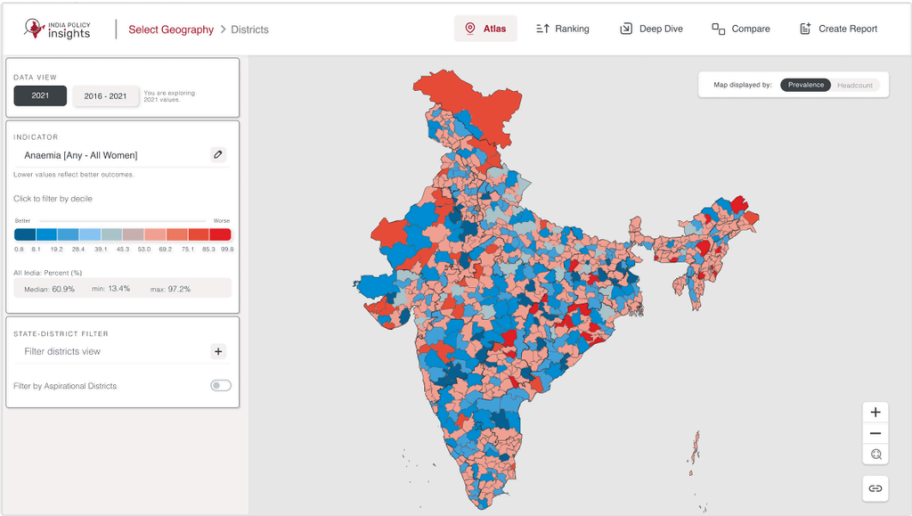 INDIA POLICY
insights
Select Geography > Districts
Atlas
Ranking
Deep Dive
Compare
Create Report
DATA VIEW
2021
2016 - 2021
You are exploring
2021 values
INDICATOR
Anaemia [Any - All Women]
Lower values reflect better outcomes.
Click to filter by decile
Better
Worse
0.8 6.1 19.2 26.4 39.1 45.3 53.0 69.2 75.1 85.3 89.8
All India: Percent (%)
Median: 60.9% min: 13.4% max: 97.2%
STATE-DISTRICT FILTER
Filter districts view
+
Filter by Aspirational Districts
Map displayed by: Prevalence Headcount
+
−